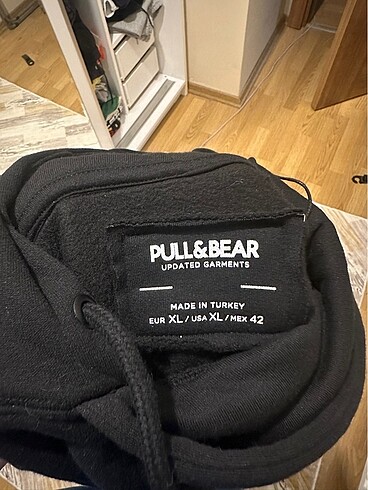 PULL&BEAR
UPDATED GARMENTS
MADE IN TURKEY
EUR XL / USA XL / MEX 42